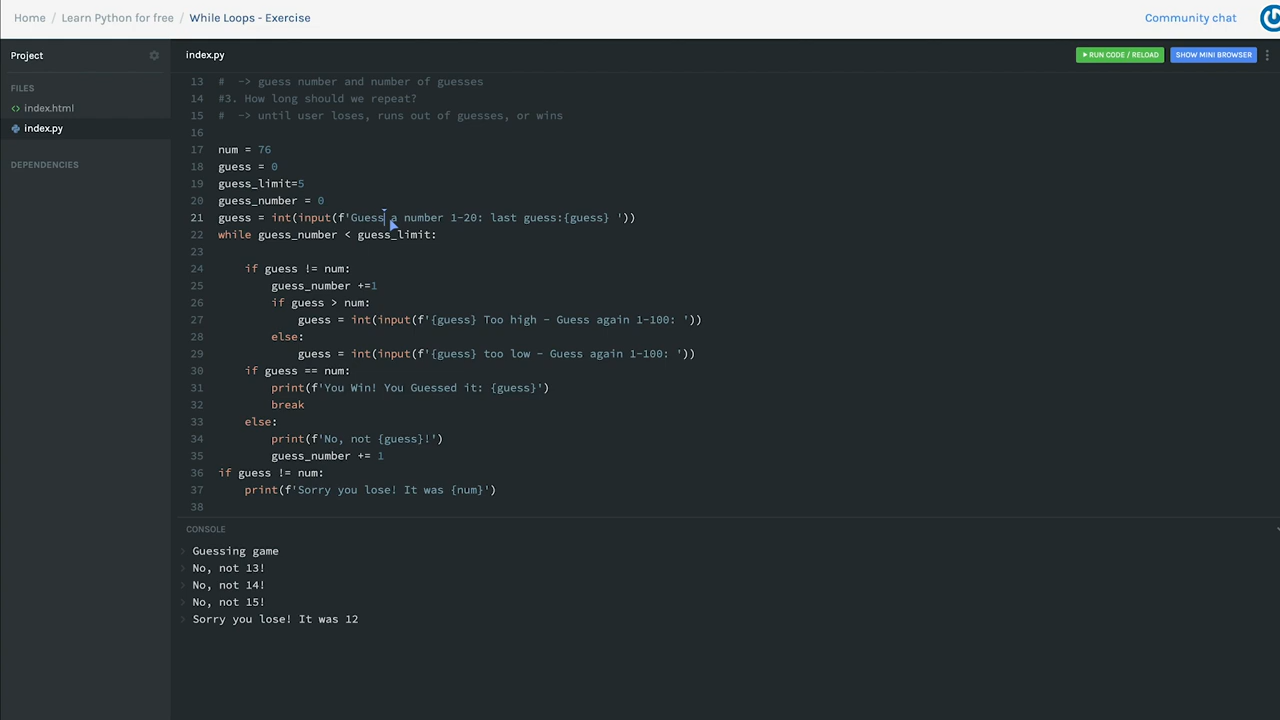 Home / Learn Python for free / While Loops - Exercise
Community chat
Project
index.py
RUN CODE / RELOAD
SHOW MINI BROWSER
FILES
index.html
index.py
DEPENDENCIES
13 #  -> guess number and number of guesses
14 #3. How long should we repeat?
15 #  -> until user loses, runs out of guesses, or wins
16
17 num = 76
18 guess = 0
19 guess_limit=5
20 guess_number = 0
21 guess = int(input(f'Guess a number 1-20: last guess:{guess} '))
22 while guess_number < guess_limit:
23
24     if guess != num:
25         guess_number +=1
26         if guess > num:
27             guess = int(input(f'{guess} Too high - Guess again 1-100: '))
28         else:
29             guess = int(input(f'{guess} too low - Guess again 1-100: '))
30     if guess == num:
31         print(f'You Win! You Guessed it: {guess}')
32         break
33     else:
34         print(f'No, not {guess}!')
35         guess_number += 1
36 if guess != num:
37     print(f'Sorry you lose! It was {num}')
38
CONSOLE
Guessing game
No, not 13!
No, not 14!
No, not 15!
Sorry you lose! It was 12